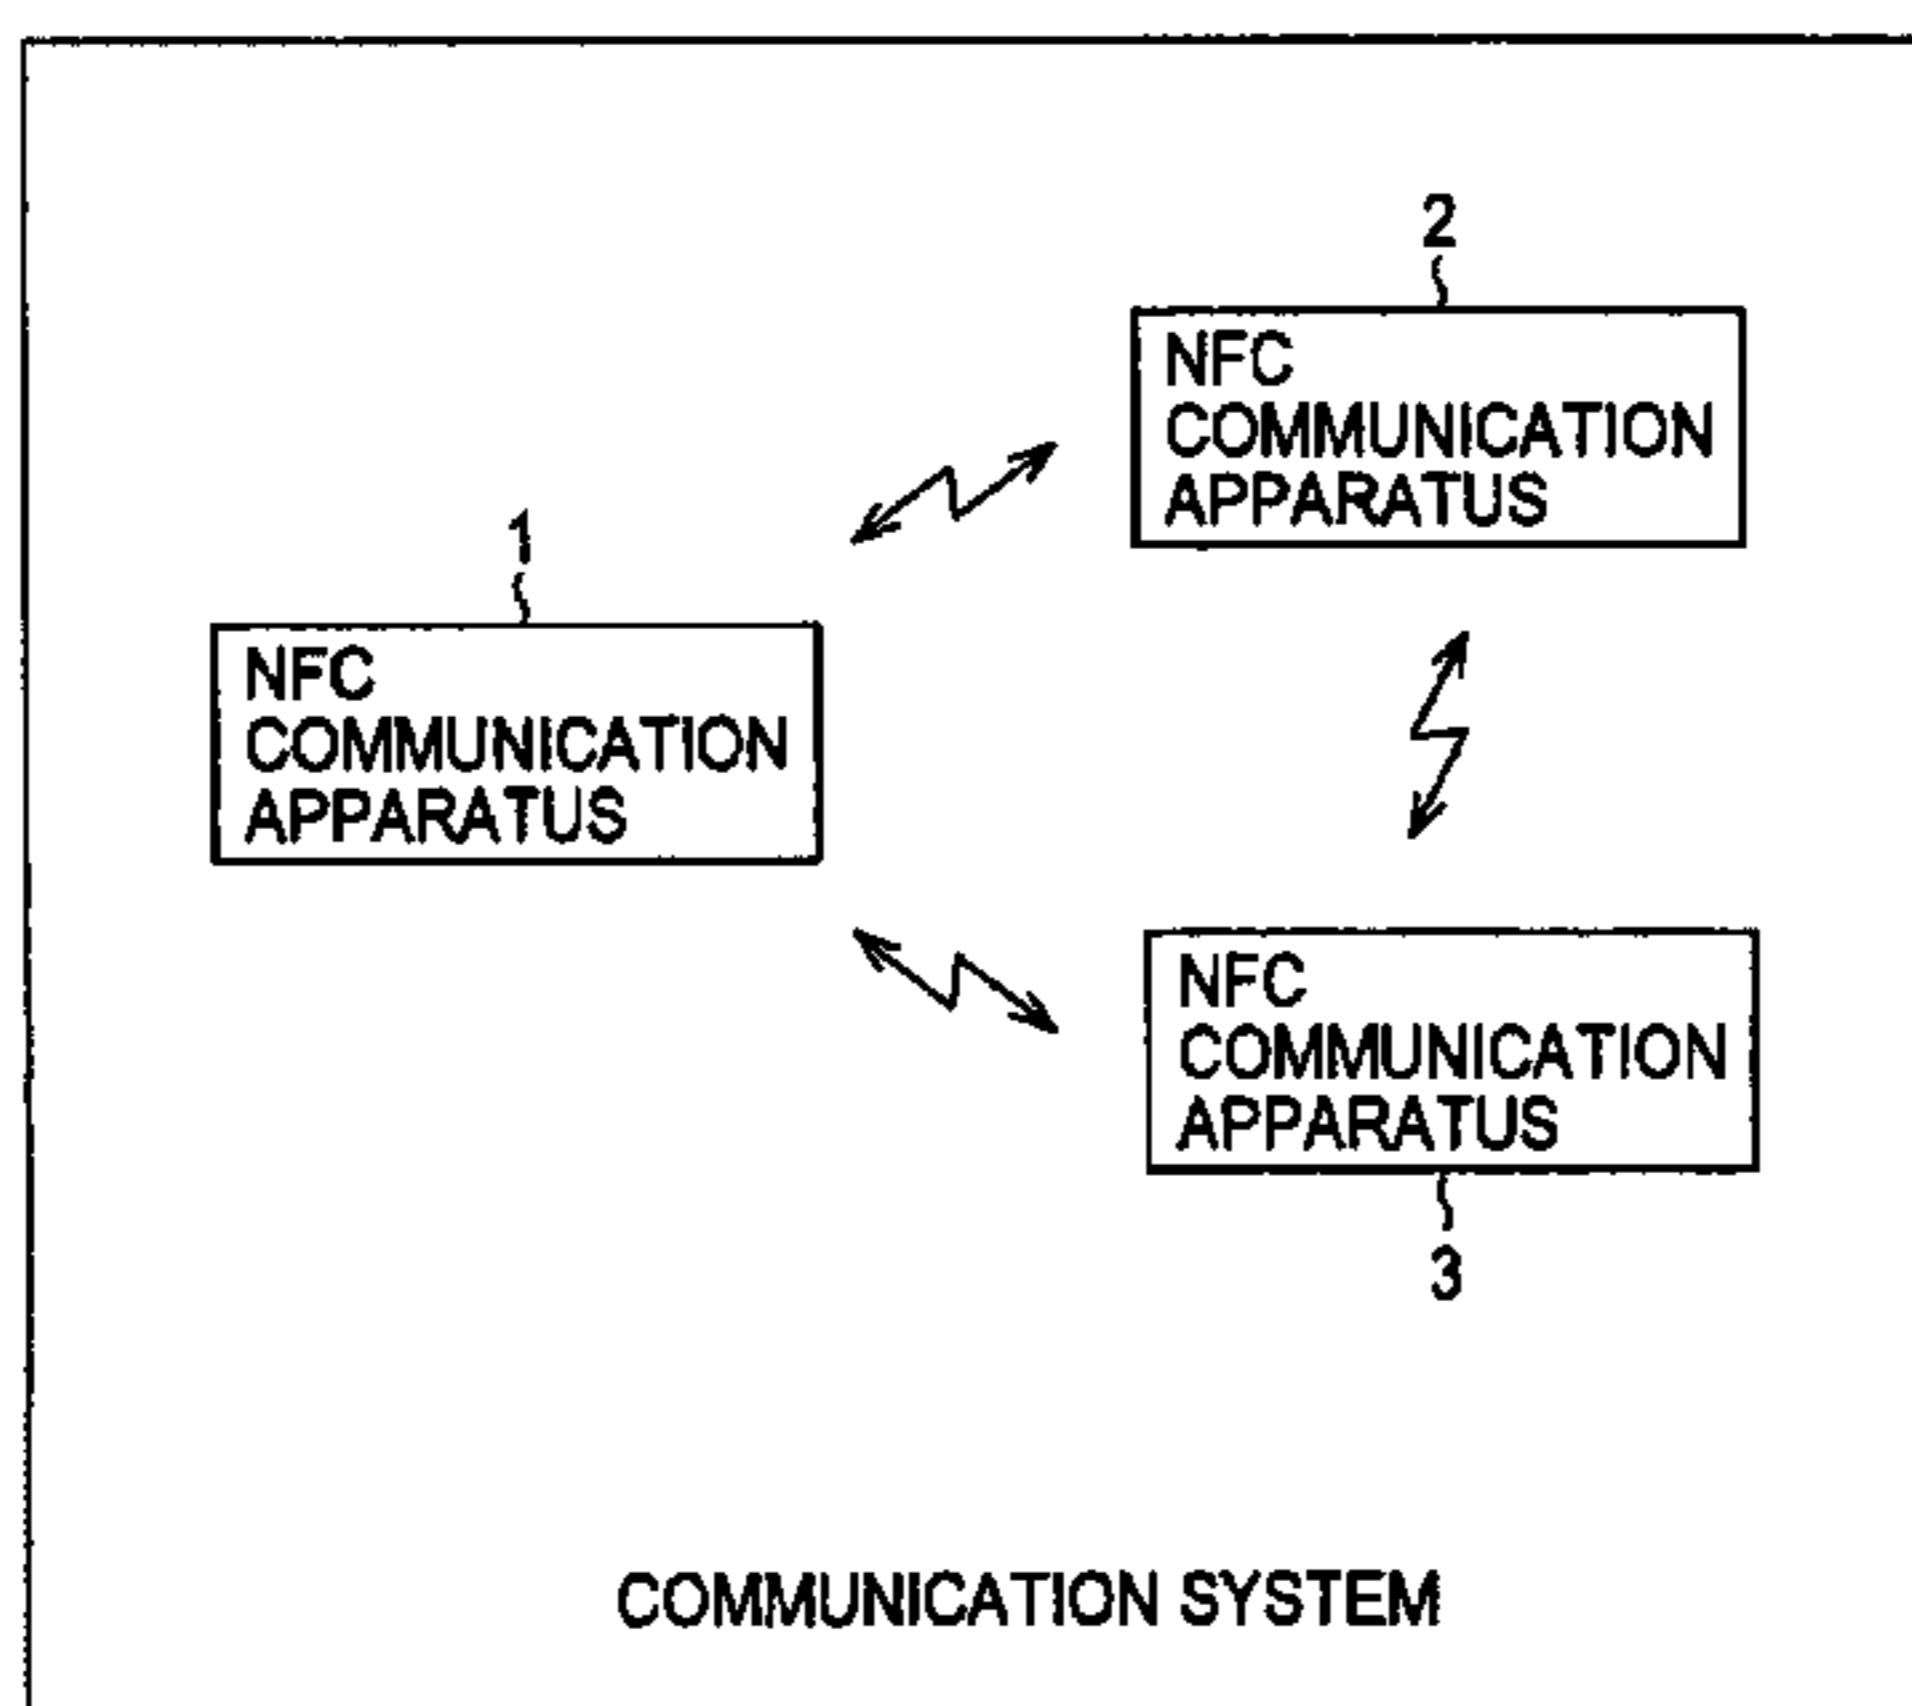 2
NFC
COMMUNICATION
APPARATUS
1
NFC
COMMUNICATION
APPARATUS
NFC
COMMUNICATION
APPARATUS
3
COMMUNICATION SYSTEM